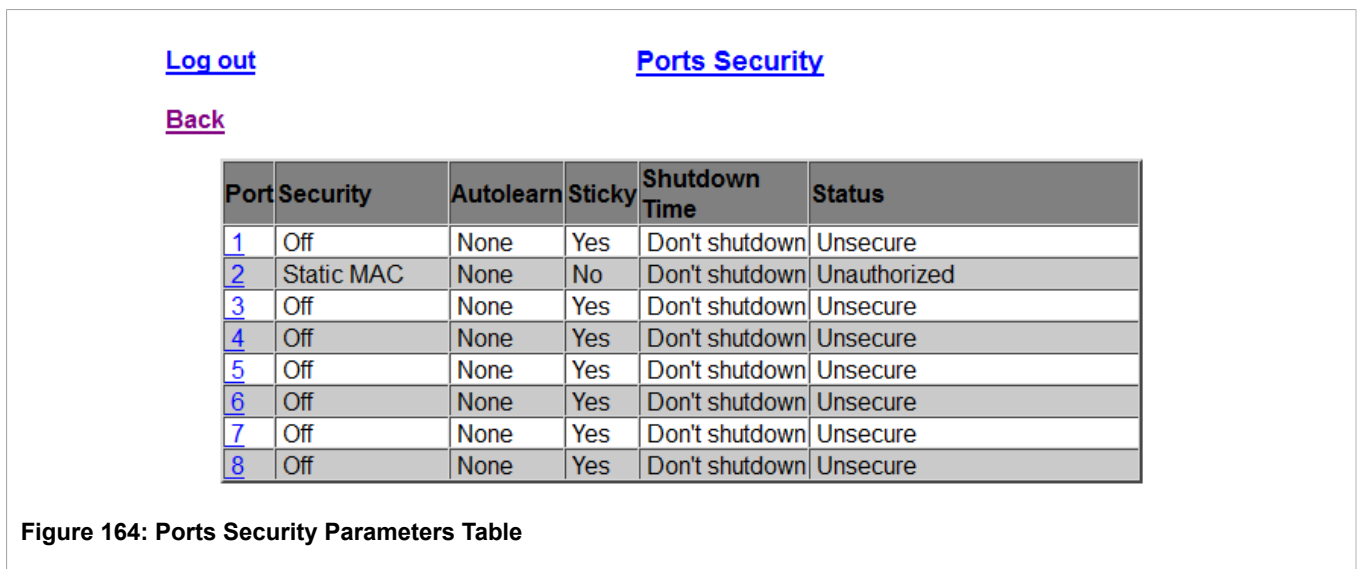 Log out Ports Security
Back
Port Security Autolearn Sticky Shutdown Time Status
1 Off None Yes Don't shutdown Unsecure
2 Static MAC None No Don't shutdown Unauthorized
3 Off None Yes Don't shutdown Unsecure
4 Off None Yes Don't shutdown Unsecure
5 Off None Yes Don't shutdown Unsecure
6 Off None Yes Don't shutdown Unsecure
7 Off None Yes Don't shutdown Unsecure
8 Off None Yes Don't shutdown Unsecure
Figure 164: Ports Security Parameters Table